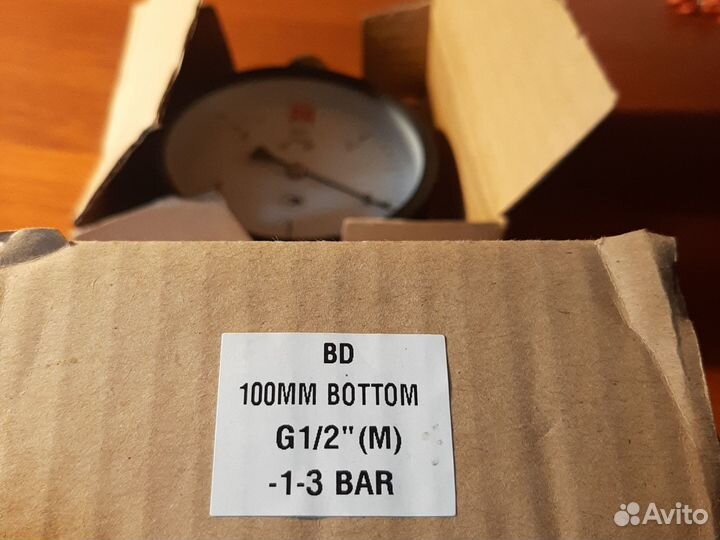 BD
100MM BOTTOM
G1/2"(M)
-1-3 BAR
Avito